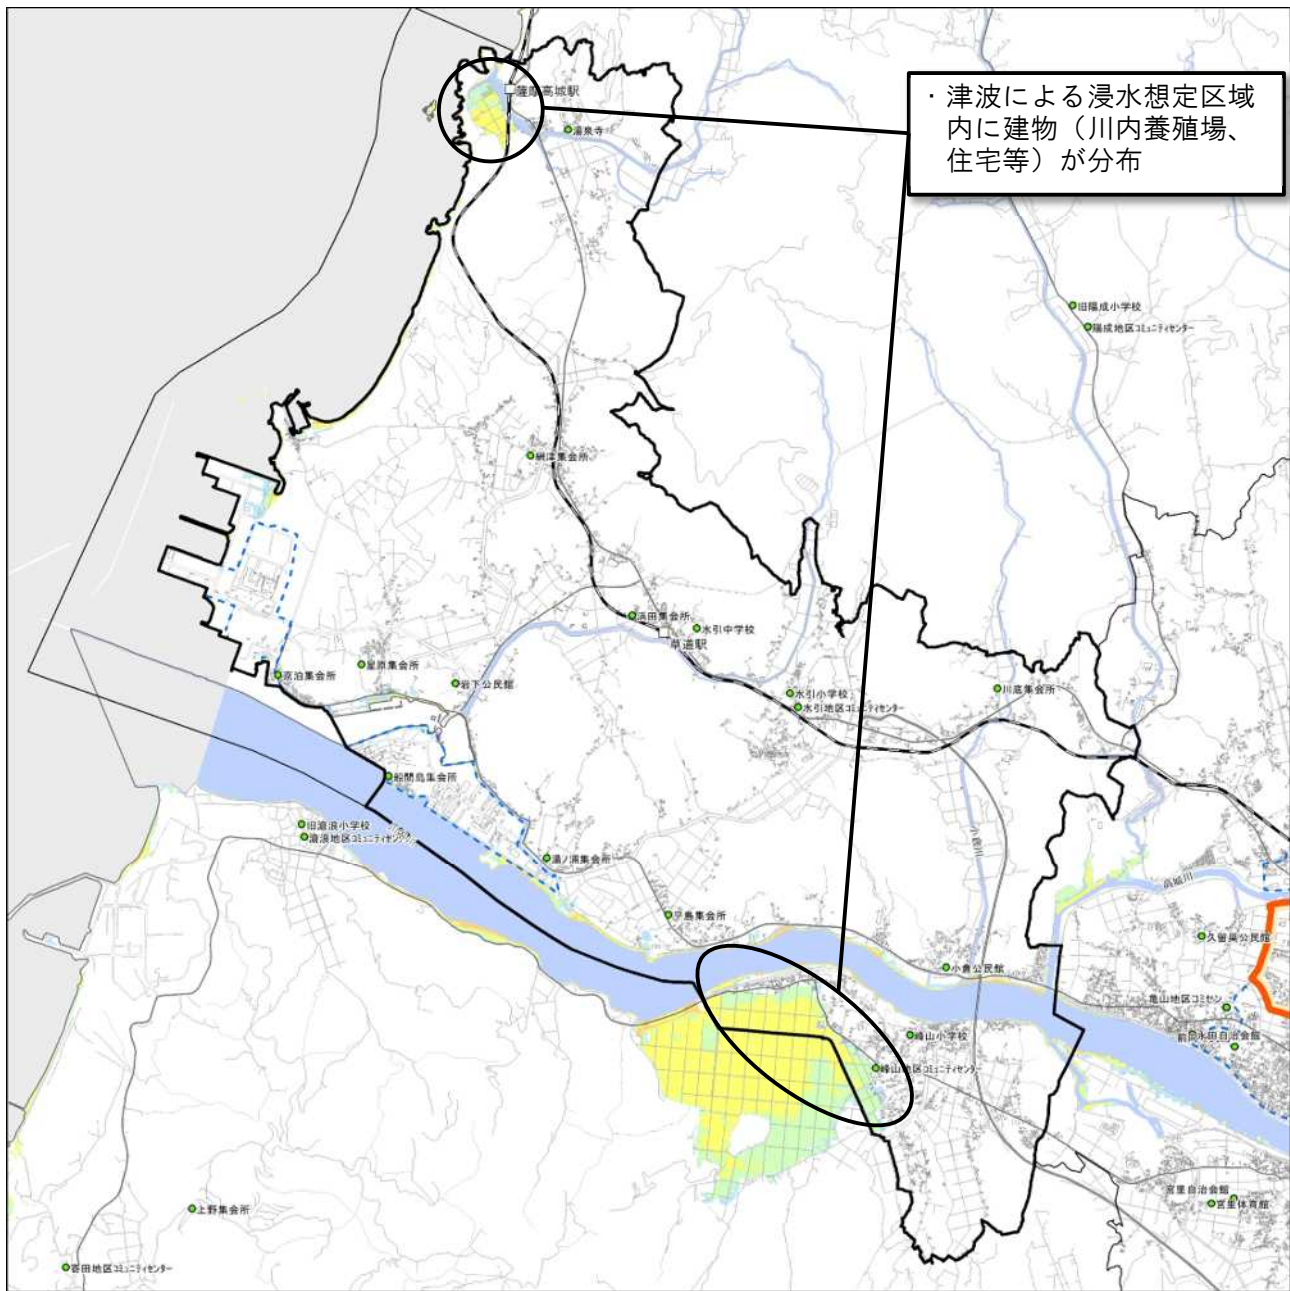 ・津波による浸水想定区域
内に建物（川内養殖場、
住宅等）が分布
薩摩高城駅
湯泉寺
旧陽成小学校
陽成地区コミュニティセンター
網津集会所
浜田集会所
水引中学校
草道駅
京泊集会所
星原集会所
岩下公民館
水引小学校
水引地区コミュニティセンター
川底集会所
船間島集会所
旧滄浪小学校
滄浪地区コミュニティセンター
湯ノ浦集会所
小倉川
高城川
月島集会所
久留巣公民館
小倉公民館
亀山地区コミセン
峰山小学校
永田自治会館
峰山地区コミュニティセンター
宮里自治会館
宮里体育館
上野集会所
寄田地区コミュニティセンター